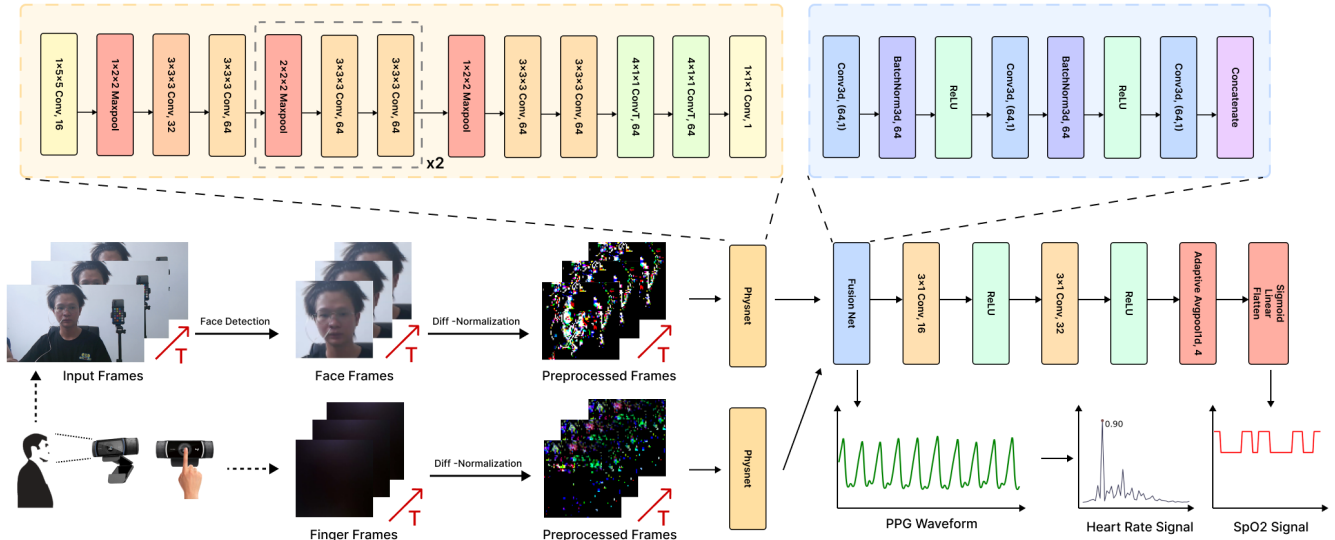 1×5×5 Conv, 16
1×2×2 Maxpool
3×3×3 Conv, 32
3×3×3 Conv, 64
2×2×2 Maxpool
3×3×3 Conv, 64
3×3×3 Conv, 64
x2
1×2×2 Maxpool
3×3×3 Conv, 64
3×3×3 Conv, 64
4×1×1 ConvT, 64
4×1×1 ConvT, 64
1×1×1 Conv, 1
Conv3d, (64,1)
BatchNorm3d, 64
ReLU
Conv3d, (64,1)
BatchNorm3d, 64
ReLU
Conv3d, (64,1)
Concatenate
T
Input Frames
Face Detection
T
Face Frames
Diff -Normalization
T
Preprocessed Frames
Physnet
Fusion Net
3×1 Conv, 16
ReLU
3×1 Conv, 32
ReLU
Adaptive Avgpool1d, 4
Sigmoid
Linear
Flatten
T
Finger Frames
Diff -Normalization
T
Preprocessed Frames
Physnet
PPG Waveform
0.90
Heart Rate Signal
SpO2 Signal